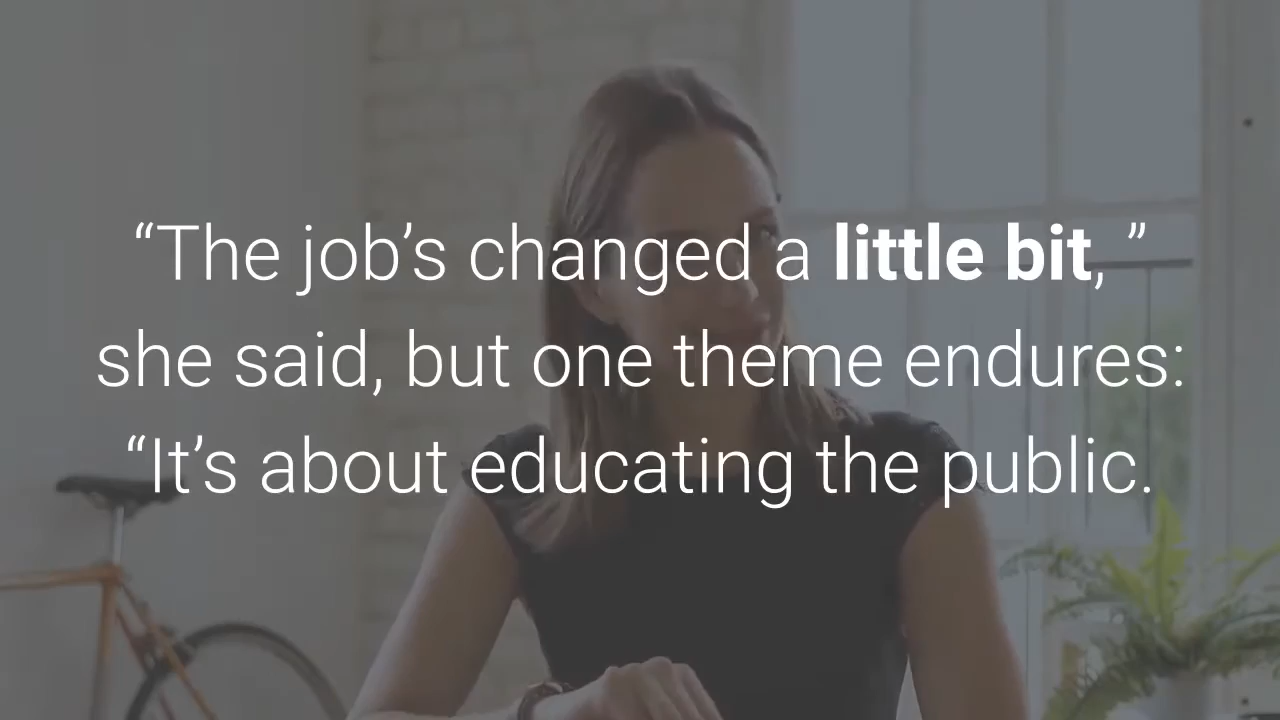 “The job’s changed a little bit, ”
she said, but one theme endures:
“It’s about educating the public.